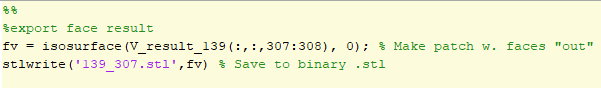 %%
%export face result
fv = isosurface(V_result_139(:,:,307:308), 0); % Make patch w. faces "out"
stlwrite('139_307.stl',fv) % Save to binary .stl